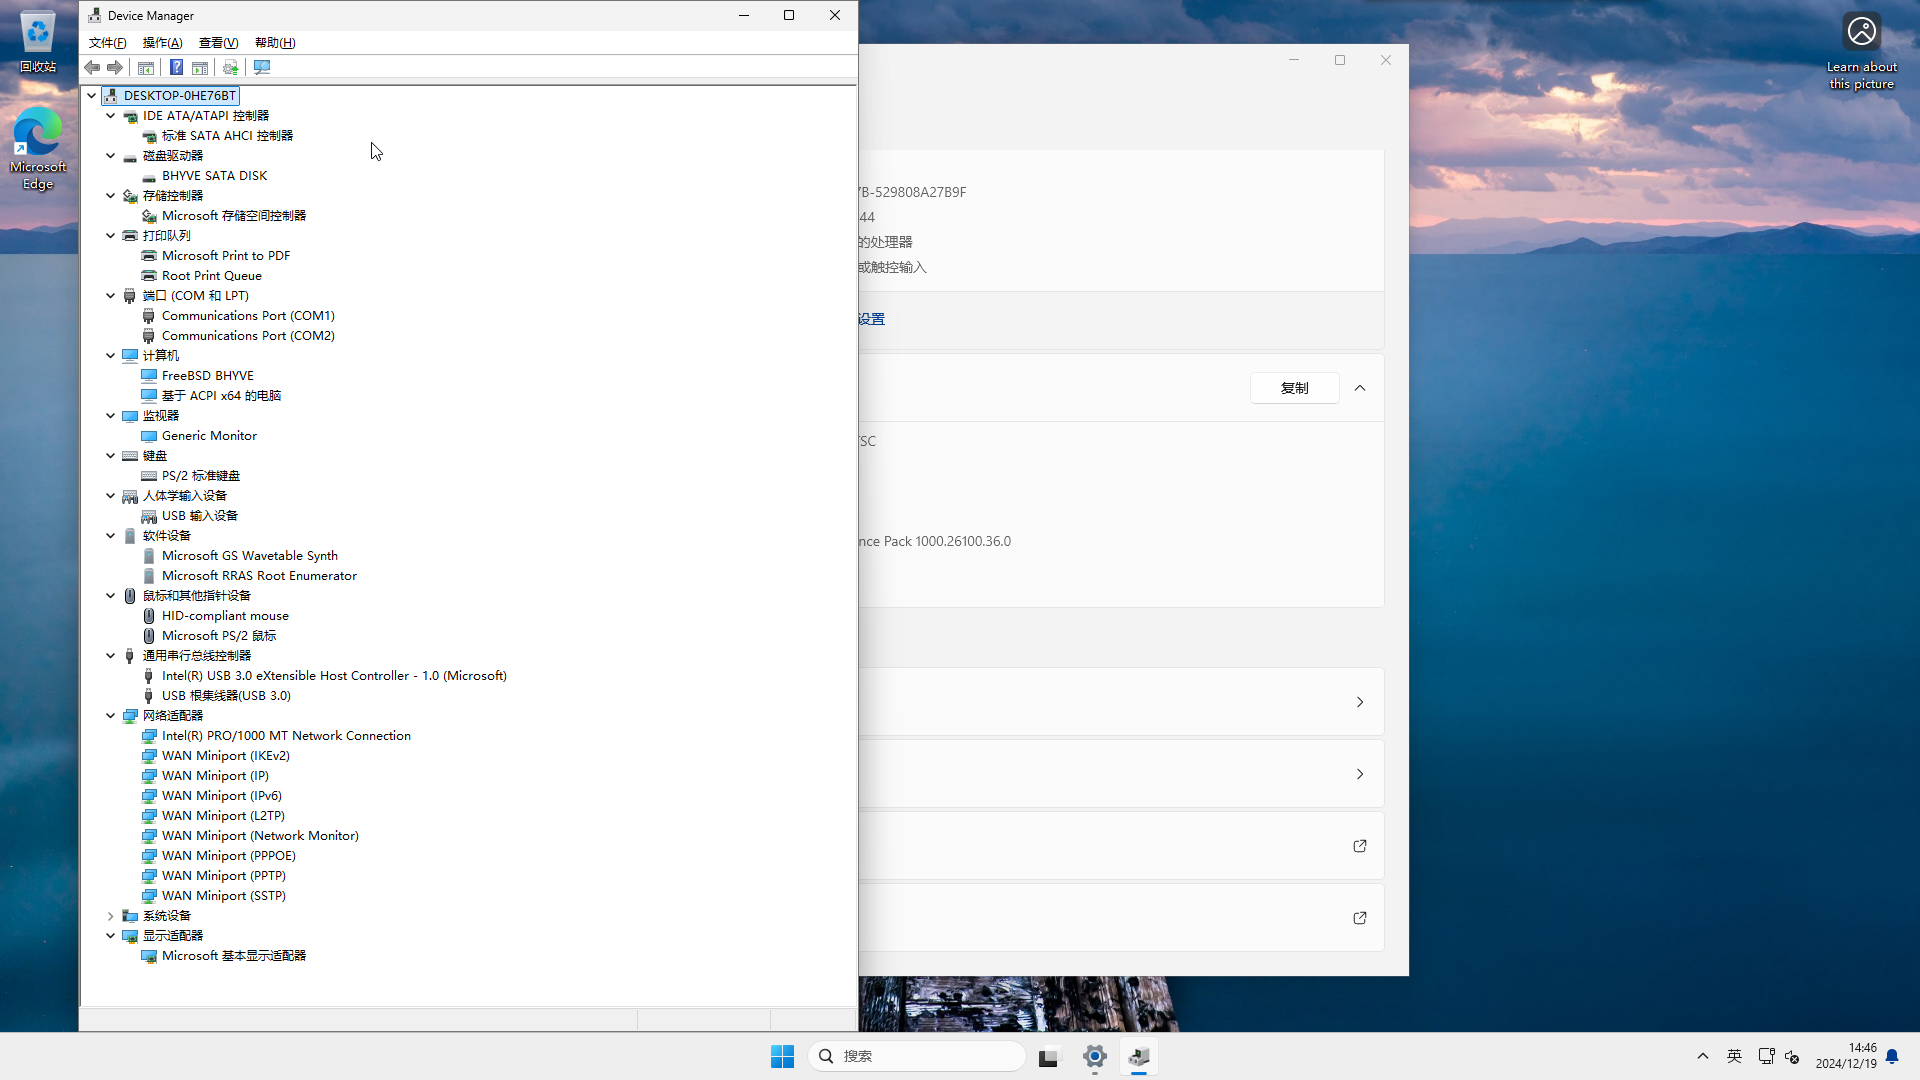 回收站
Microsoft
Edge
Device Manager
文件(F) 操作(A) 查看(V) 帮助(H)
DESKTOP-0HE76BT
IDE ATA/ATAPI 控制器
标准 SATA AHCI 控制器
磁盘驱动器
BHYVE SATA DISK
存储控制器
Microsoft 存储空间控制器
打印队列
Microsoft Print to PDF
Root Print Queue
端口 (COM 和 LPT)
Communications Port (COM1)
Communications Port (COM2)
计算机
FreeBSD BHYVE
基于 ACPI x64 的电脑
监视器
Generic Monitor
键盘
PS/2 标准键盘
人体学输入设备
USB 输入设备
软件设备
Microsoft GS Wavetable Synth
Microsoft RRAS Root Enumerator
鼠标和其他指针设备
HID-compliant mouse
Microsoft PS/2 鼠标
通用串行总线控制器
Intel(R) USB 3.0 eXtensible Host Controller - 1.0 (Microsoft)
USB 根集线器(USB 3.0)
网络适配器
Intel(R) PRO/1000 MT Network Connection
WAN Miniport (IKEv2)
WAN Miniport (IP)
WAN Miniport (IPv6)
WAN Miniport (L2TP)
WAN Miniport (Network Monitor)
WAN Miniport (PPPOE)
WAN Miniport (PPTP)
WAN Miniport (SSTP)
系统设备
显示适配器
Microsoft 基本显示适配器
7B-529808A27B9F
44
的处理器
或触控输入
设置
复制
TSC
nce Pack 1000.26100.36.0
Learn about
this picture
搜索
英
14:46
2024/12/19